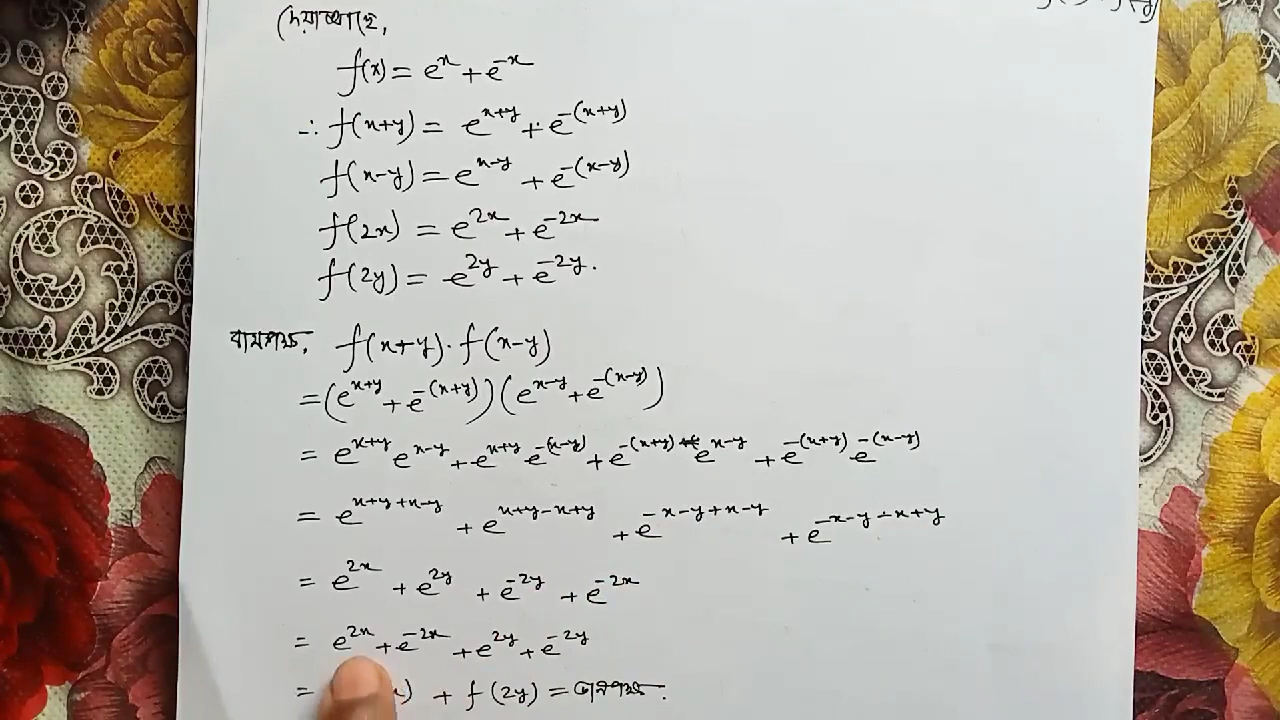 দেয়া আছে,
f(x) = e^x + e^-x
∴ f(x+y) = e^x+y + e^-(x+y)
f(x-y) = e^x-y + e^-(x-y)
f(2x) = e^2x + e^-2x
f(2y) = e^2y + e^-2y.
বামপক্ষ, f(x+y)·f(x-y)
= (e^x+y + e^-(x+y))(e^x-y + e^-(x-y))
= e^x+y e^x-y + e^x+y e^-(x-y) + e^-(x+y) e^x-y + e^-(x+y) e^-(x-y)
= e^x+y+x-y + e^x+y-x+y + e^-x-y+x-y + e^-x-y-x+y
= e^2x + e^2y + e^-2y + e^-2x
= e^2x + e^-2x + e^2y + e^-2y
= + f(2y) = ডানপক্ষ.